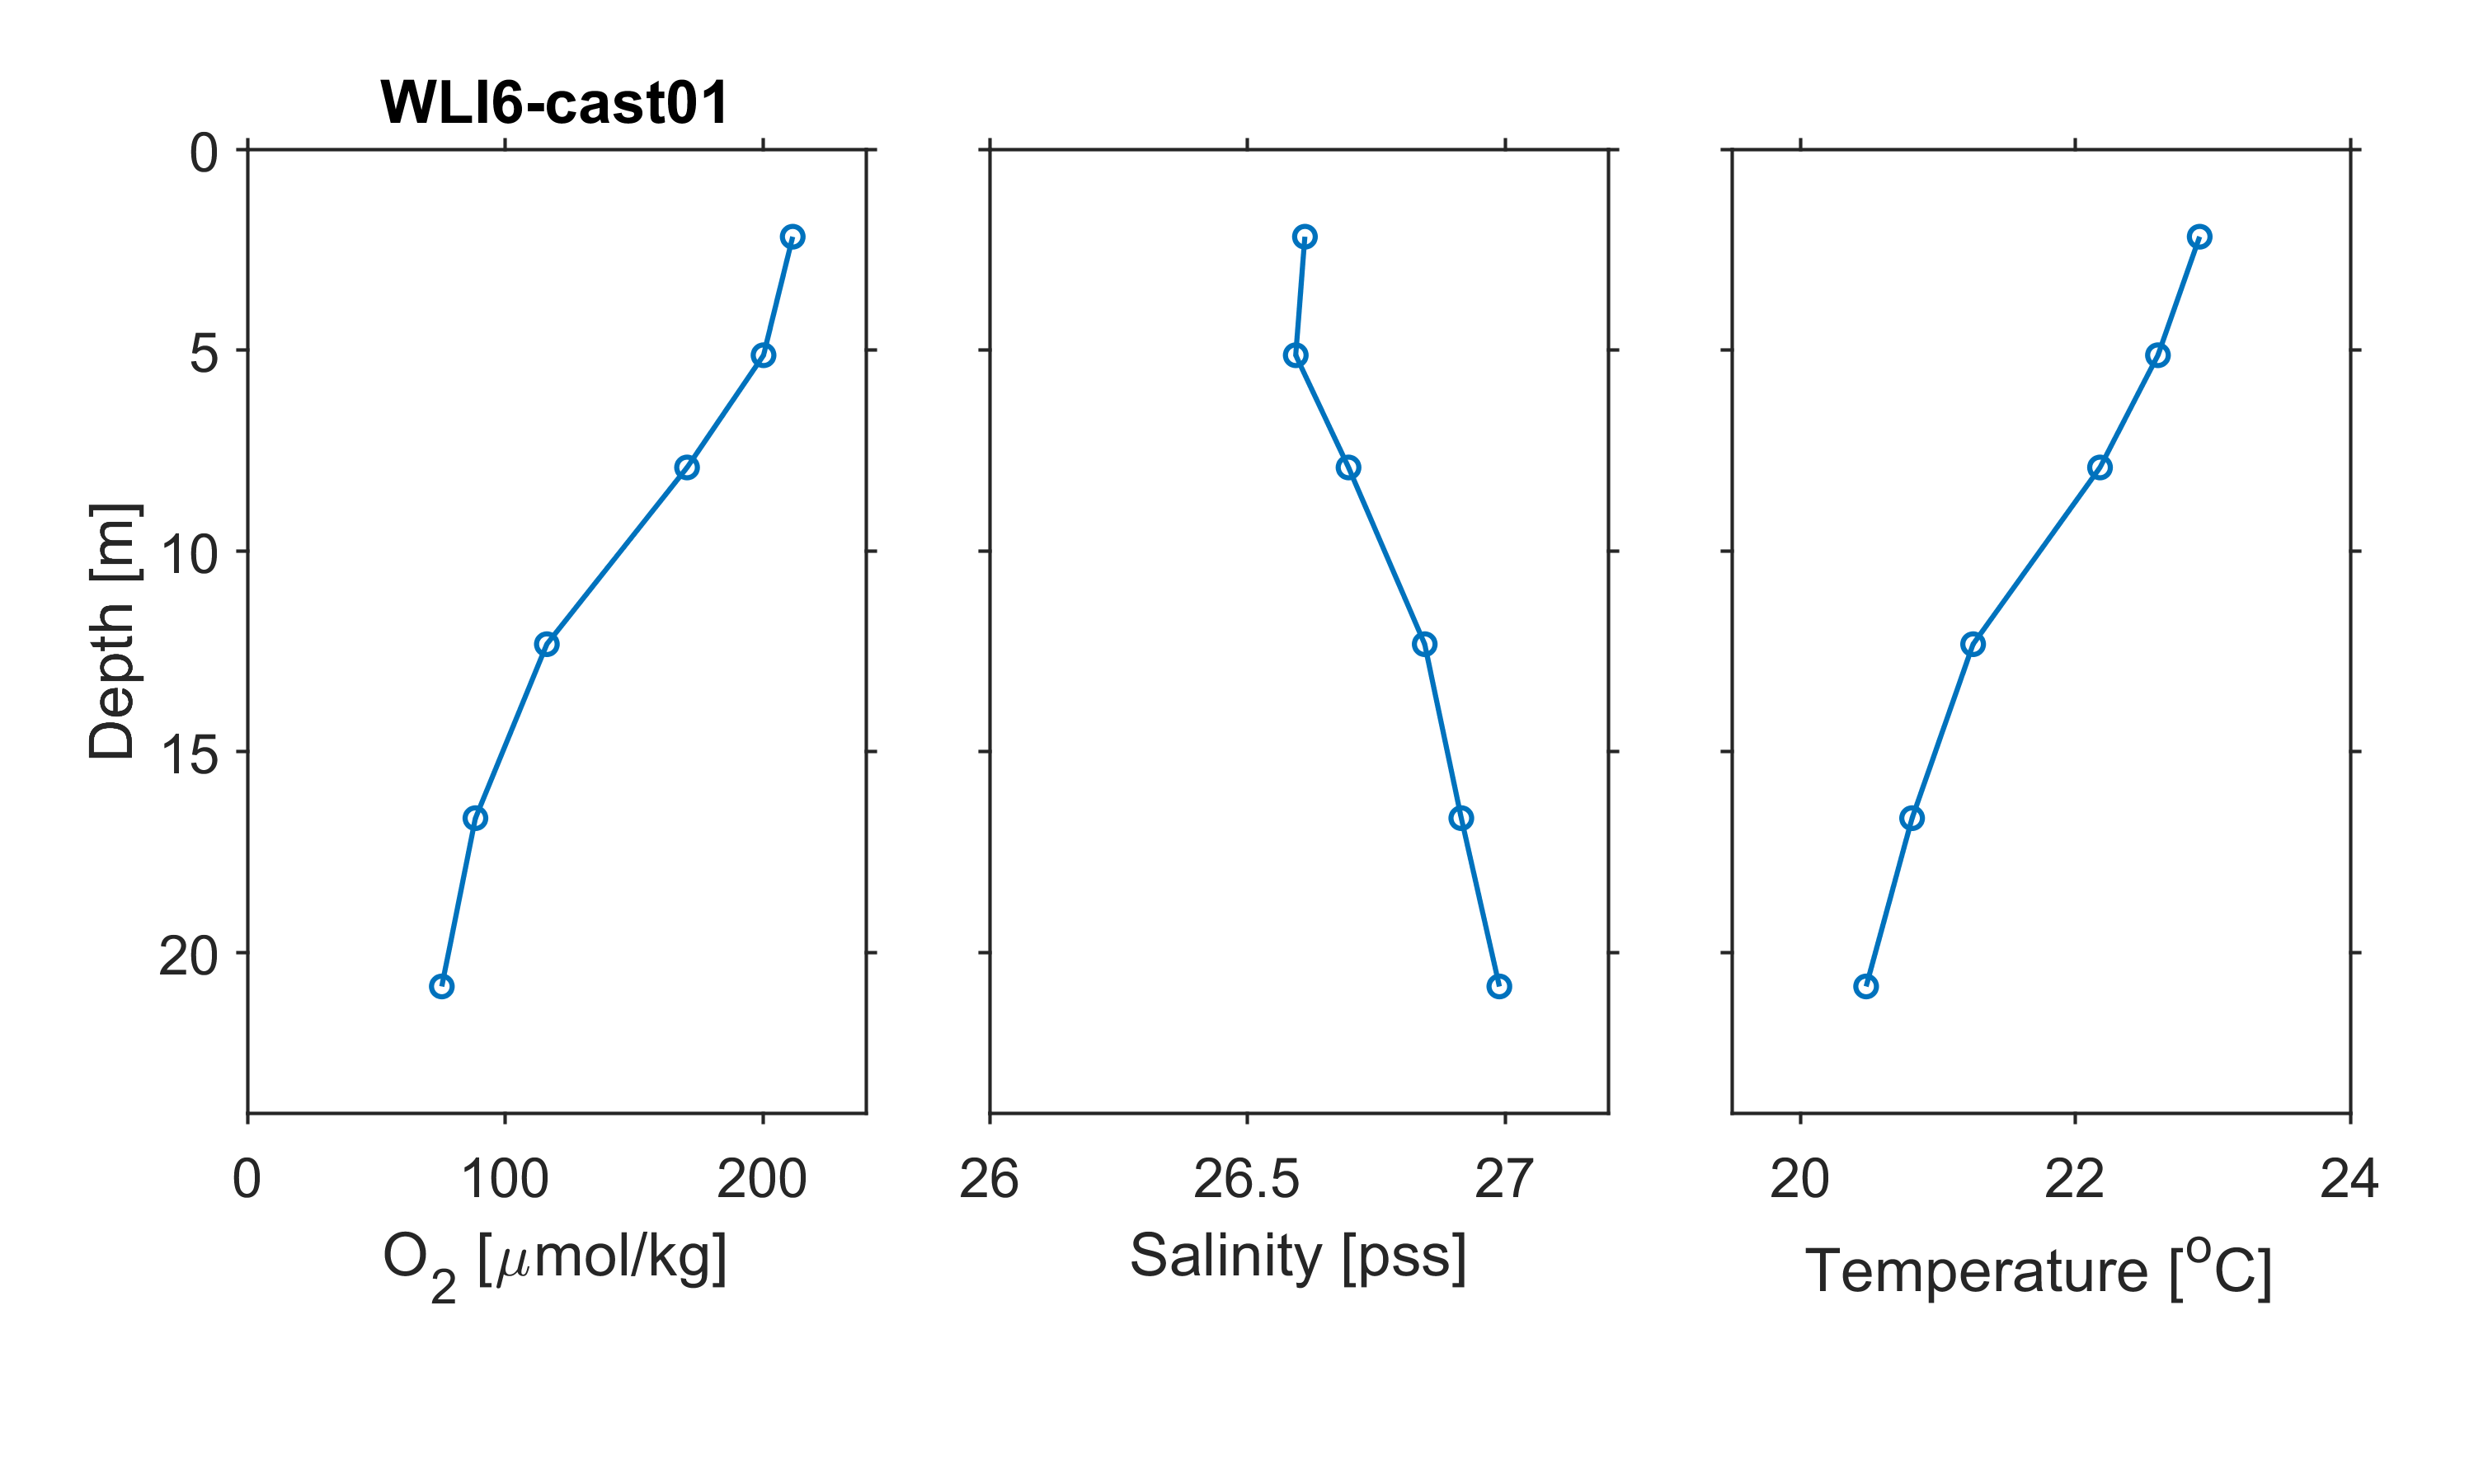 WLI6-cast01
Depth [m]
0
5
10
15
20
0 100 200
O2 [μmol/kg]
26 26.5 27
Salinity [pss]
20 22 24
Temperature [oC]